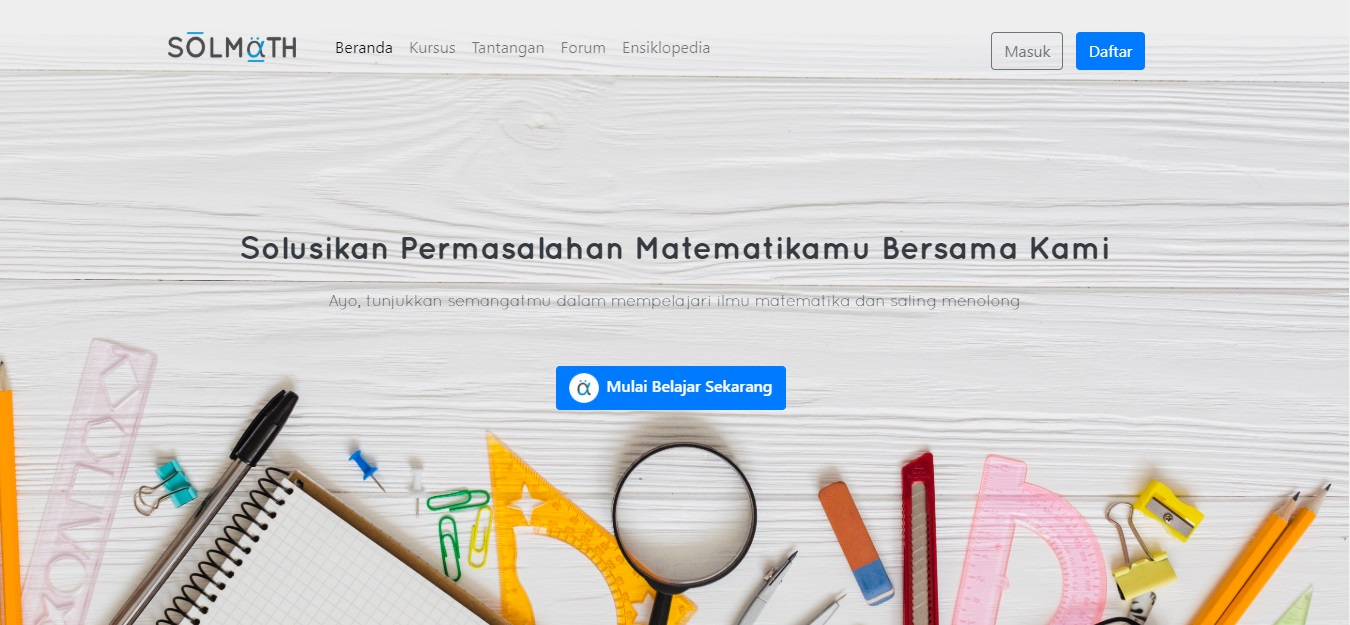 SŌLMÄTH
Beranda Kursus Tantangan Forum Ensiklopedia
Masuk Daftar
Solusikan Permasalahan Matematikamu Bersama Kami
Ayo, tunjukkan semangatmu dalam mempelajari ilmu matematika dan saling menolong
ä Mulai Belajar Sekarang